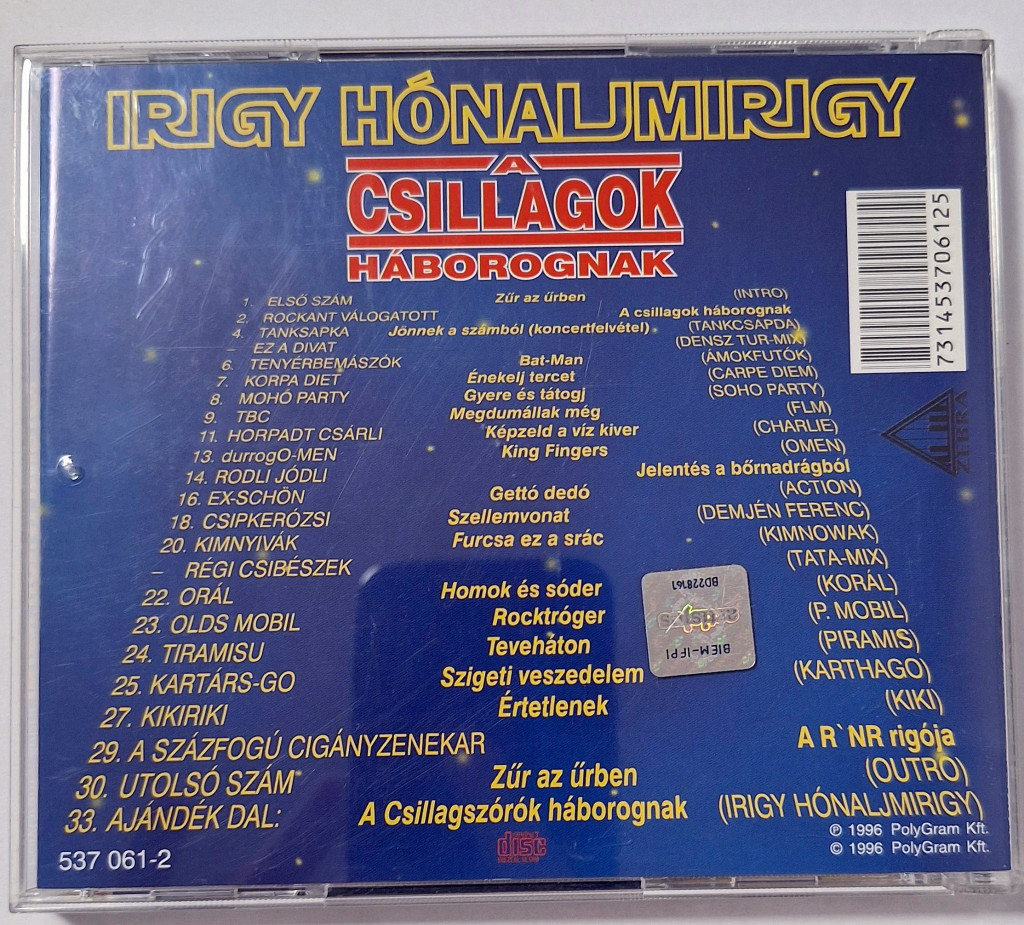 IRIGY HÓNALJMIRIGY
A
CSILLAGOK
HÁBOROGNAK
1. ELSŐ SZÁM Zűr az űrben (INTRO)
2. ROCKANT VÁLOGATOTT A csillagok háborognak
4. TANKSAPKA Jönnek a számból (koncertfelvétel) (TANKCSAPDA)
– EZ A DIVAT (DENSZ TUR-MIX)
6. TENYÉRBEMÁSZÓK Bat-Man (ÁMOKFUTÓK)
7. KORPA DIET Énekelj tercet (CARPE DIEM)
8. MOHÓ PARTY Gyere és tátogj (SOHO PARTY)
9. TBC Megdumállak még (FLM)
11. HORPADT CSÁRLI Képzeld a víz kiver (CHARLIE)
13. durrogO-MEN King Fingers (OMEN)
14. RODLI JÓDLI Jelentés a bőrnadrágból
16. EX-SCHÖN Gettó dedó (ACTION)
18. CSIPKERÓZSI Szellemvonat (DEMJÉN FERENC)
20. KIMNYIVÁK Furcsa ez a srác (KIMNOWAK)
– RÉGI CSIBÉSZEK (TATA-MIX)
22. ORÁL Homok és sóder (KORÁL)
23. OLDS MOBIL Rocktróger (P. MOBIL)
24. TIRAMISU Teveháton (PIRAMIS)
25. KARTÁRS-GO Szigeti veszedelem (KARTHAGO)
27. KIKIRIKI Értetlenek (KIKI)
29. A SZÁZFOGÚ CIGÁNYZENEKAR A R`NR rigója
30. UTOLSÓ SZÁM Zűr az űrben (OUTRO)
33. AJÁNDÉK DAL: A Csillagszórók háborognak (IRIGY HÓNALJMIRIGY)
℗ 1996 PolyGram Kft.
© 1996 PolyGram Kft.
537 061-2
COMPACT
disc
DIGITAL AUDIO
731453706125
ZEBRA
BD228161
BIEM-IFPI